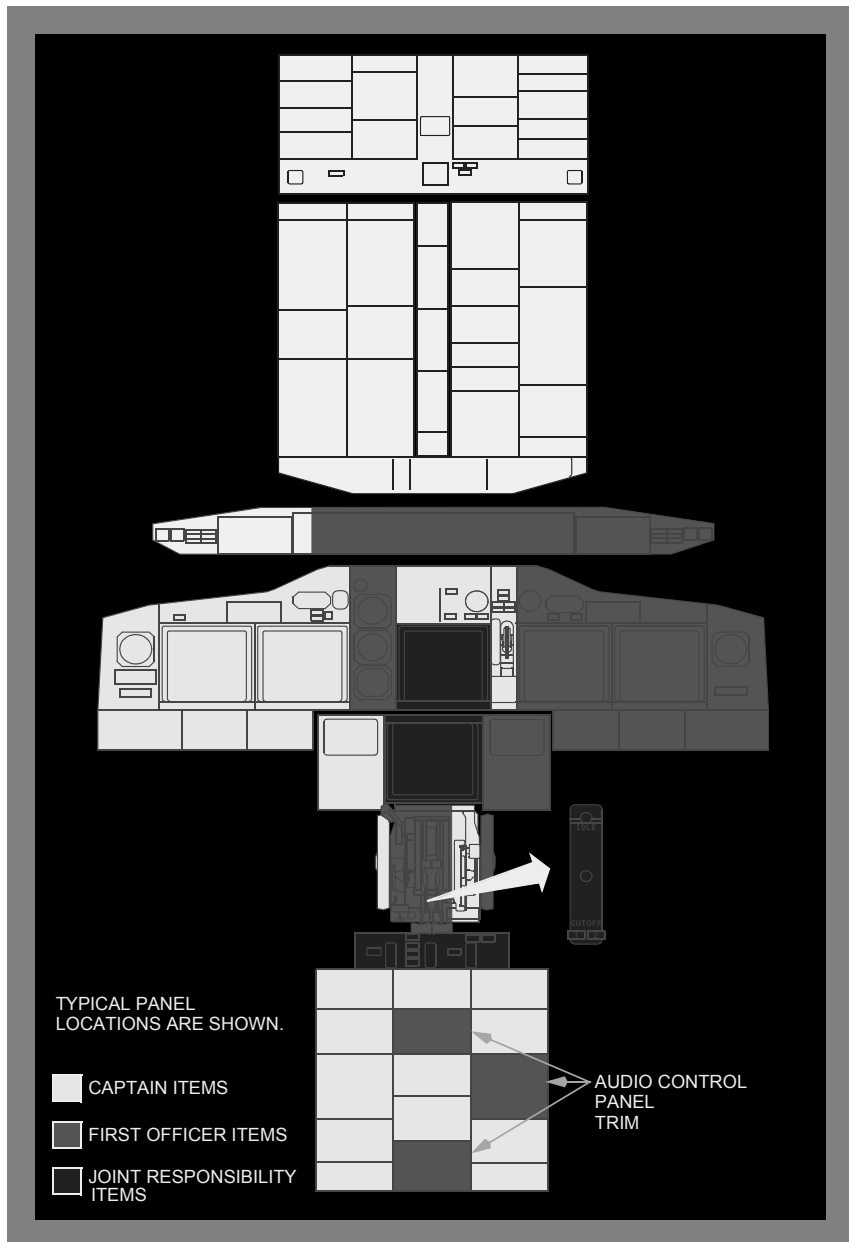 IDLE
CUTOFF
TYPICAL PANEL
LOCATIONS ARE SHOWN.
CAPTAIN ITEMS
FIRST OFFICER ITEMS
JOINT RESPONSIBILITY
ITEMS
AUDIO CONTROL
PANEL
TRIM